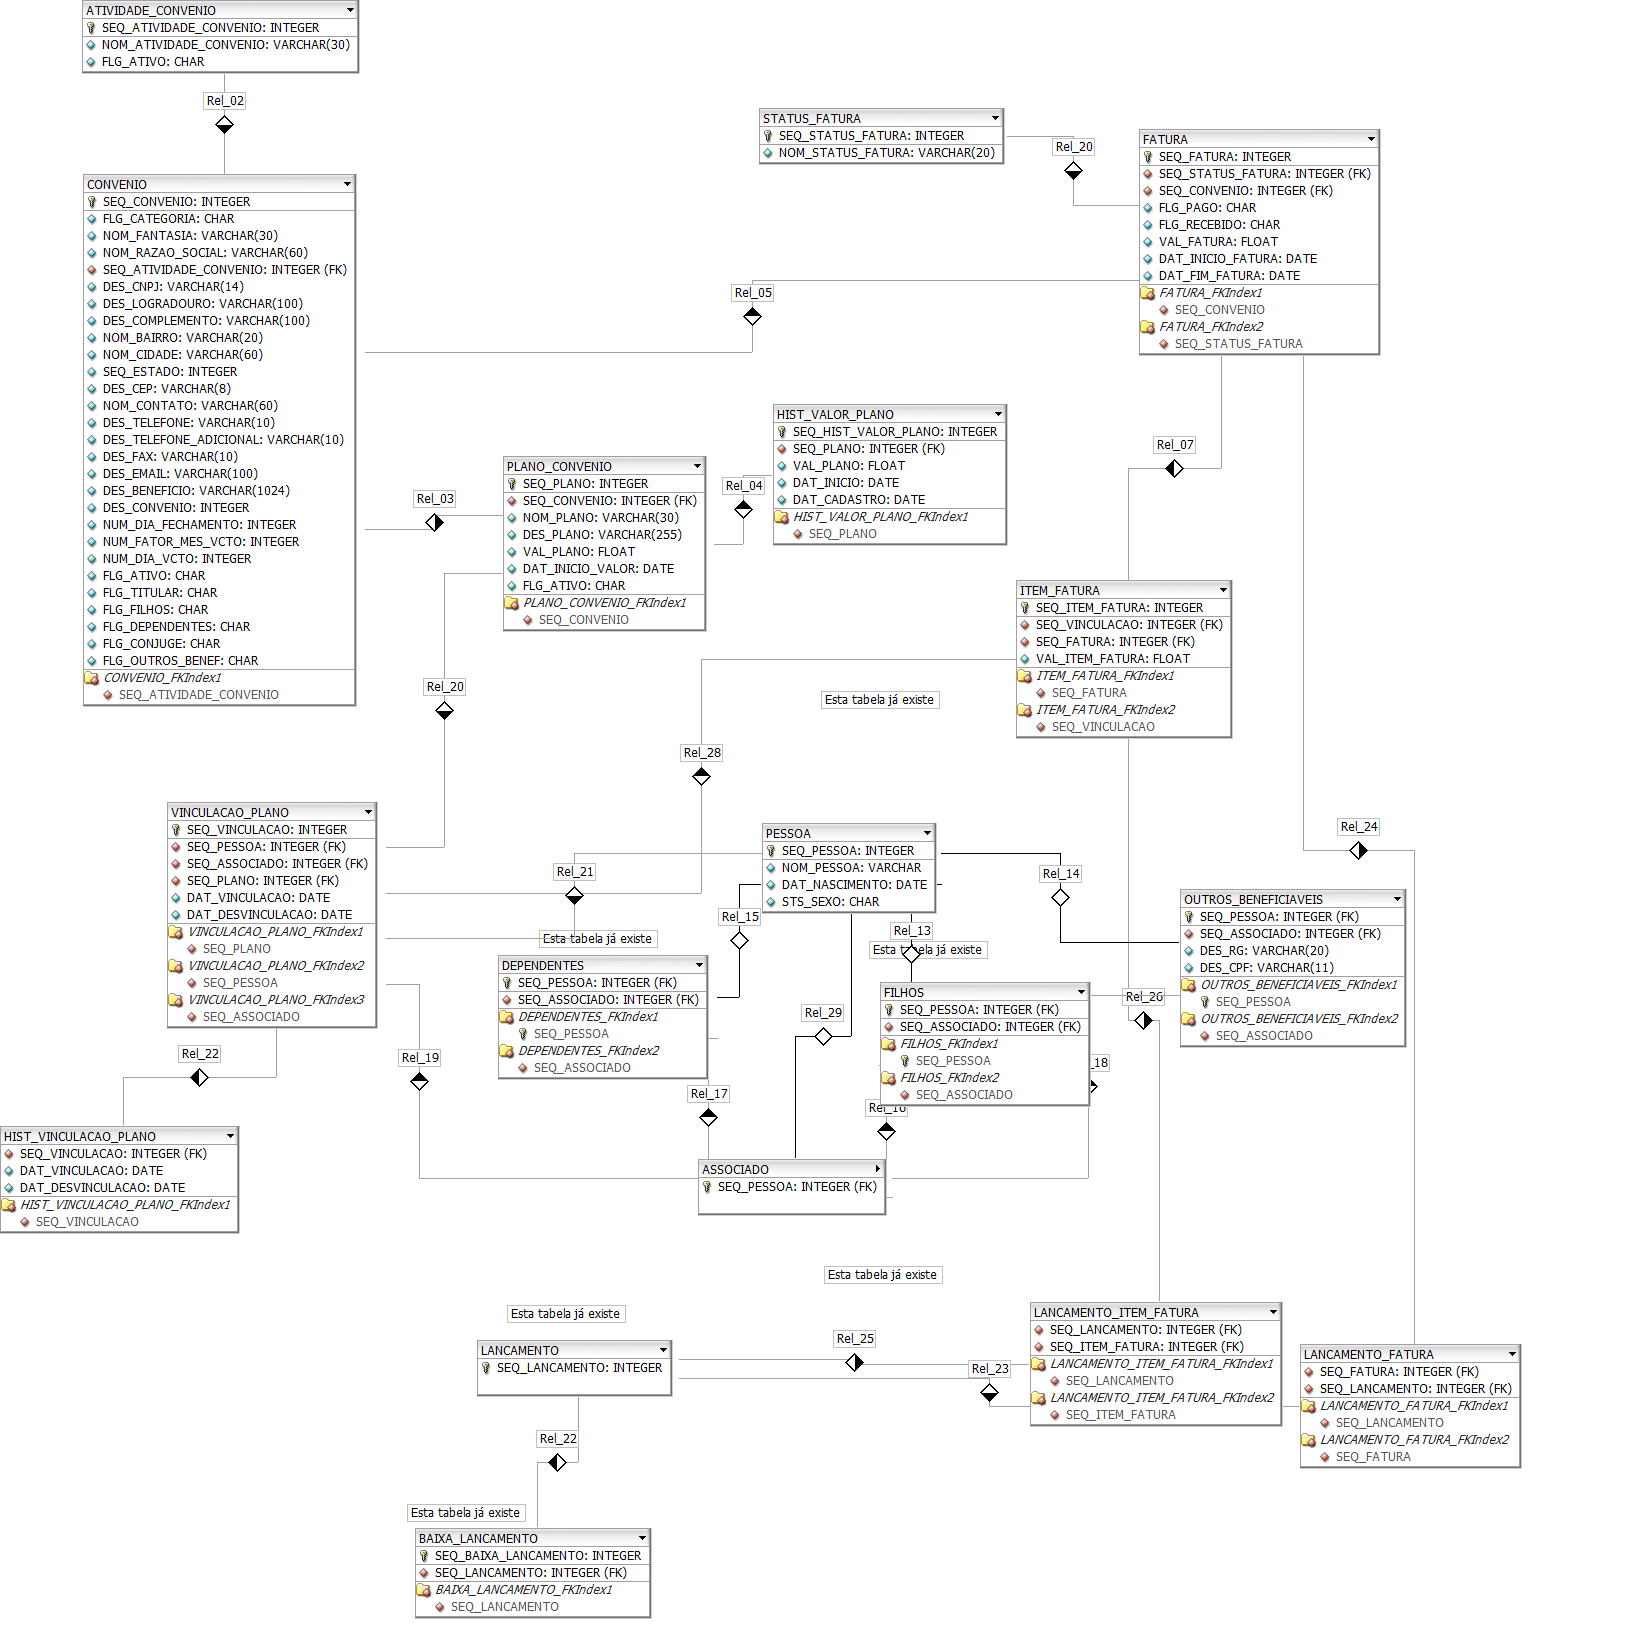 ATIVIDADE_CONVENIO
SEQ_ATIVIDADE_CONVENIO: INTEGER
NOM_ATIVIDADE_CONVENIO: VARCHAR(30)
FLG_ATIVO: CHAR
Rel_02
CONVENIO
SEQ_CONVENIO: INTEGER
FLG_CATEGORIA: CHAR
NOM_FANTASIA: VARCHAR(30)
NOM_RAZAO_SOCIAL: VARCHAR(60)
SEQ_ATIVIDADE_CONVENIO: INTEGER (FK)
DES_CNPJ: VARCHAR(14)
DES_LOGRADOURO: VARCHAR(100)
DES_COMPLEMENTO: VARCHAR(100)
NOM_BAIRRO: VARCHAR(20)
NOM_CIDADE: VARCHAR(60)
SEQ_ESTADO: INTEGER
DES_CEP: VARCHAR(8)
NOM_CONTATO: VARCHAR(60)
DES_TELEFONE: VARCHAR(10)
DES_TELEFONE_ADICIONAL: VARCHAR(10)
DES_FAX: VARCHAR(10)
DES_EMAIL: VARCHAR(100)
DES_BENEFICIO: VARCHAR(1024)
DES_CONVENIO: INTEGER
NUM_DIA_FECHAMENTO: INTEGER
NUM_FATOR_MES_VCTO: INTEGER
NUM_DIA_VCTO: INTEGER
FLG_ATIVO: CHAR
FLG_TITULAR: CHAR
FLG_FILHOS: CHAR
FLG_DEPENDENTES: CHAR
FLG_CONJUGE: CHAR
FLG_OUTROS_BENEF: CHAR
CONVENIO_FKIndex1
SEQ_ATIVIDADE_CONVENIO
STATUS_FATURA
SEQ_STATUS_FATURA: INTEGER
NOM_STATUS_FATURA: VARCHAR(20)
Rel_20
FATURA
SEQ_FATURA: INTEGER
SEQ_STATUS_FATURA: INTEGER (FK)
SEQ_CONVENIO: INTEGER (FK)
FLG_PAGO: CHAR
FLG_RECEBIDO: CHAR
VAL_FATURA: FLOAT
DAT_INICIO_FATURA: DATE
DAT_FIM_FATURA: DATE
FATURA_FKIndex1
SEQ_CONVENIO
FATURA_FKIndex2
SEQ_STATUS_FATURA
Rel_05
HIST_VALOR_PLANO
SEQ_HIST_VALOR_PLANO: INTEGER
SEQ_PLANO: INTEGER (FK)
VAL_PLANO: FLOAT
DAT_INICIO: DATE
DAT_CADASTRO: DATE
HIST_VALOR_PLANO_FKIndex1
SEQ_PLANO
Rel_07
Rel_03
Rel_04
PLANO_CONVENIO
SEQ_PLANO: INTEGER
SEQ_CONVENIO: INTEGER (FK)
NOM_PLANO: VARCHAR(30)
DES_PLANO: VARCHAR(255)
VAL_PLANO: FLOAT
DAT_INICIO_VALOR: DATE
FLG_ATIVO: CHAR
PLANO_CONVENIO_FKIndex1
SEQ_CONVENIO
ITEM_FATURA
SEQ_ITEM_FATURA: INTEGER
SEQ_VINCULACAO: INTEGER (FK)
SEQ_FATURA: INTEGER (FK)
VAL_ITEM_FATURA: FLOAT
ITEM_FATURA_FKIndex1
SEQ_FATURA
ITEM_FATURA_FKIndex2
SEQ_VINCULACAO
Rel_20
Esta tabela já existe
Rel_28
VINCULACAO_PLANO
SEQ_VINCULACAO: INTEGER
SEQ_PESSOA: INTEGER (FK)
SEQ_ASSOCIADO: INTEGER (FK)
SEQ_PLANO: INTEGER (FK)
DAT_VINCULACAO: DATE
DAT_DESVINCULACAO: DATE
VINCULACAO_PLANO_FKIndex1
SEQ_PLANO
VINCULACAO_PLANO_FKIndex2
SEQ_PESSOA
VINCULACAO_PLANO_FKIndex3
SEQ_ASSOCIADO
PESSOA
SEQ_PESSOA: INTEGER
NOM_PESSOA: VARCHAR
DAT_NASCIMENTO: DATE
STS_SEXO: CHAR
Rel_24
Rel_21
Rel_14
Rel_15
Rel_13
Esta tabela já existe
Esta tabela já existe
OUTROS_BENEFICIAVEIS
SEQ_PESSOA: INTEGER (FK)
SEQ_ASSOCIADO: INTEGER (FK)
DES_RG: VARCHAR(20)
DES_CPF: VARCHAR(11)
OUTROS_BENEFICIAVEIS_FKIndex1
SEQ_PESSOA
OUTROS_BENEFICIAVEIS_FKIndex2
SEQ_ASSOCIADO
DEPENDENTES
SEQ_PESSOA: INTEGER (FK)
SEQ_ASSOCIADO: INTEGER (FK)
DEPENDENTES_FKIndex1
SEQ_PESSOA
DEPENDENTES_FKIndex2
SEQ_ASSOCIADO
FILHOS
SEQ_PESSOA: INTEGER (FK)
SEQ_ASSOCIADO: INTEGER (FK)
FILHOS_FKIndex1
SEQ_PESSOA
FILHOS_FKIndex2
SEQ_ASSOCIADO
Rel_26
Rel_29
Rel_22
Rel_19
_18
Rel_17
Rel_16
HIST_VINCULACAO_PLANO
SEQ_VINCULACAO: INTEGER (FK)
DAT_VINCULACAO: DATE
DAT_DESVINCULACAO: DATE
HIST_VINCULACAO_PLANO_FKIndex1
SEQ_VINCULACAO
ASSOCIADO
SEQ_PESSOA: INTEGER (FK)
Esta tabela já existe
Esta tabela já existe
LANCAMENTO
SEQ_LANCAMENTO: INTEGER
Rel_25
Rel_23
LANCAMENTO_ITEM_FATURA
SEQ_LANCAMENTO: INTEGER (FK)
SEQ_ITEM_FATURA: INTEGER (FK)
LANCAMENTO_ITEM_FATURA_FKIndex1
SEQ_LANCAMENTO
LANCAMENTO_ITEM_FATURA_FKIndex2
SEQ_ITEM_FATURA
LANCAMENTO_FATURA
SEQ_FATURA: INTEGER (FK)
SEQ_LANCAMENTO: INTEGER (FK)
LANCAMENTO_FATURA_FKIndex1
SEQ_LANCAMENTO
LANCAMENTO_FATURA_FKIndex2
SEQ_FATURA
Rel_22
Esta tabela já existe
BAIXA_LANCAMENTO
SEQ_BAIXA_LANCAMENTO: INTEGER
SEQ_LANCAMENTO: INTEGER (FK)
BAIXA_LANCAMENTO_FKIndex1
SEQ_LANCAMENTO